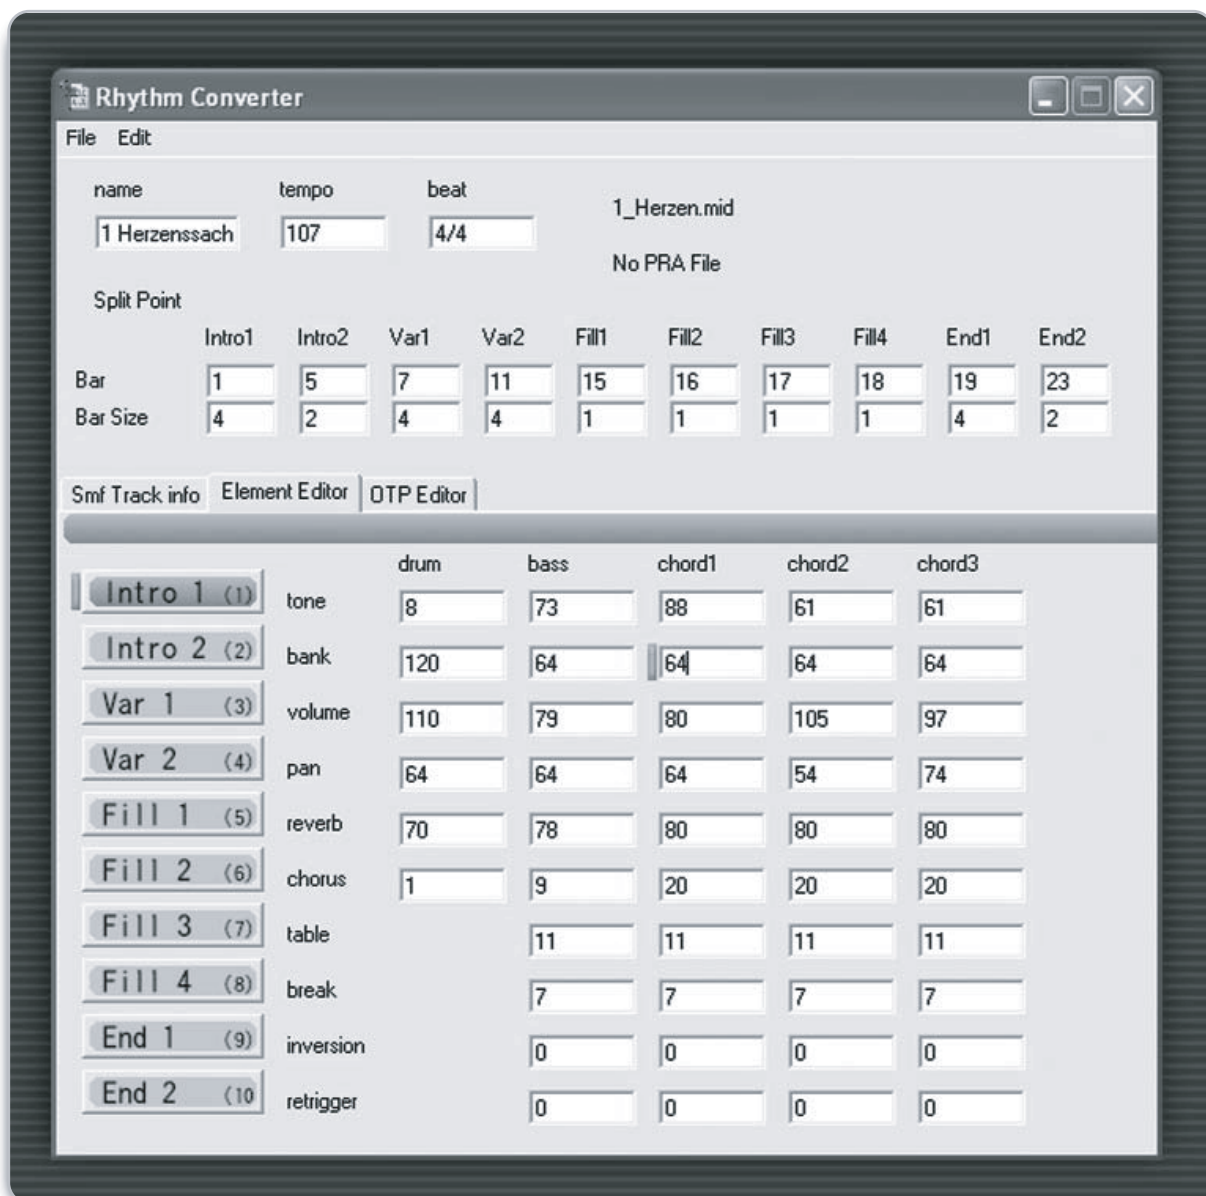 Rhythm Converter
File Edit
name tempo beat
1_Herzen.mid
1 Herzenssach 107 4/4
No PRA File
Split Point
Intro1 Intro2 Var1 Var2 Fill1 Fill2 Fill3 Fill4 End1 End2
Bar 1 5 7 11 15 16 17 18 19 23
Bar Size 4 2 4 4 1 1 1 1 4 2
Smf Track info Element Editor OTP Editor
drum bass chord1 chord2 chord3
Intro 1 (1) tone 8 73 88 61 61
Intro 2 (2) bank 120 64 64 64 64
Var 1 (3) volume 110 79 80 105 97
Var 2 (4) pan 64 64 64 54 74
Fill 1 (5) reverb 70 78 80 80 80
Fill 2 (6) chorus 1 9 20 20 20
Fill 3 (7) table 11 11 11 11
Fill 4 (8) break 7 7 7 7
End 1 (9) inversion 0 0 0 0
End 2 (10 retrigger 0 0 0 0